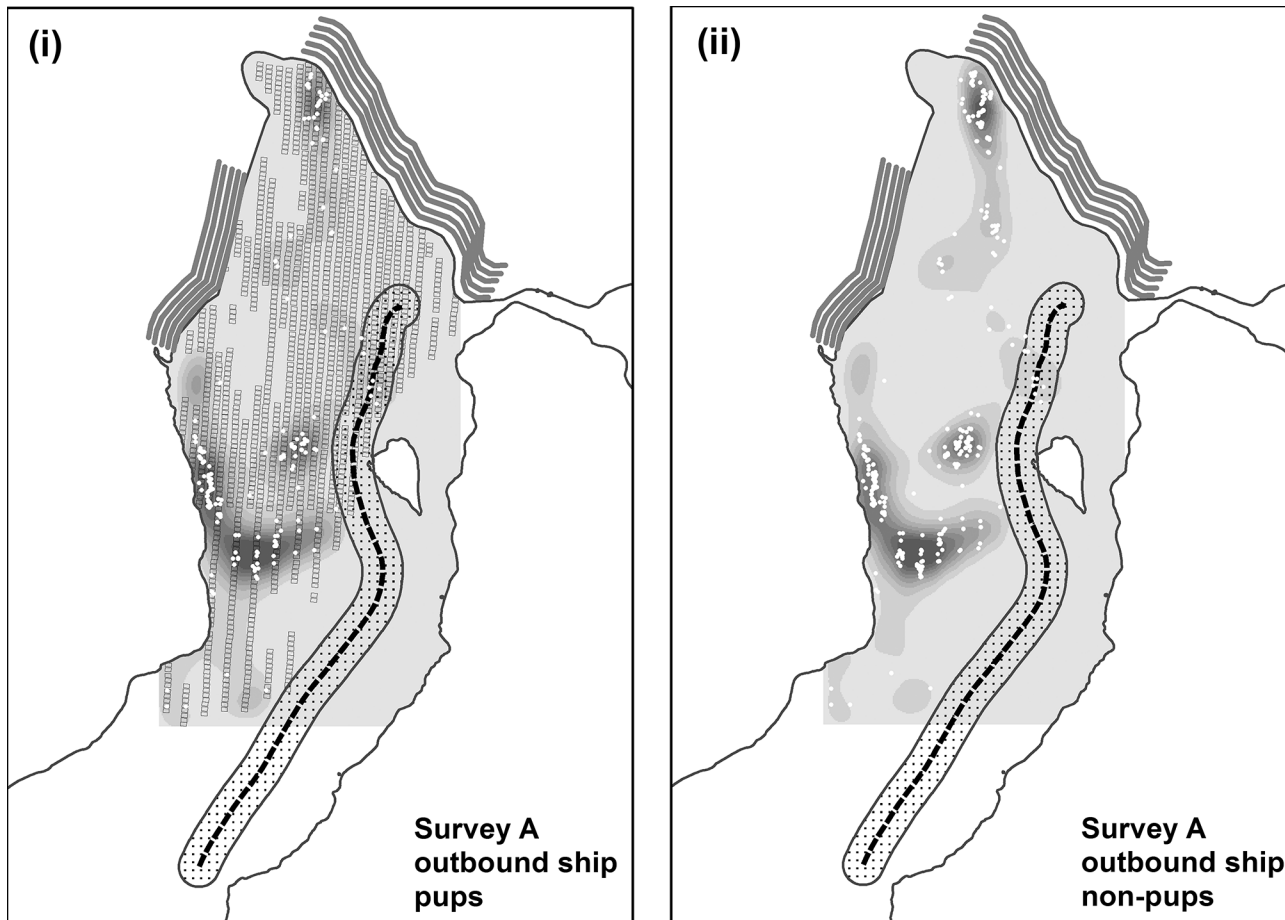 (i)
Survey A
outbound ship
pups
(ii)
Survey A
outbound ship
non-pups